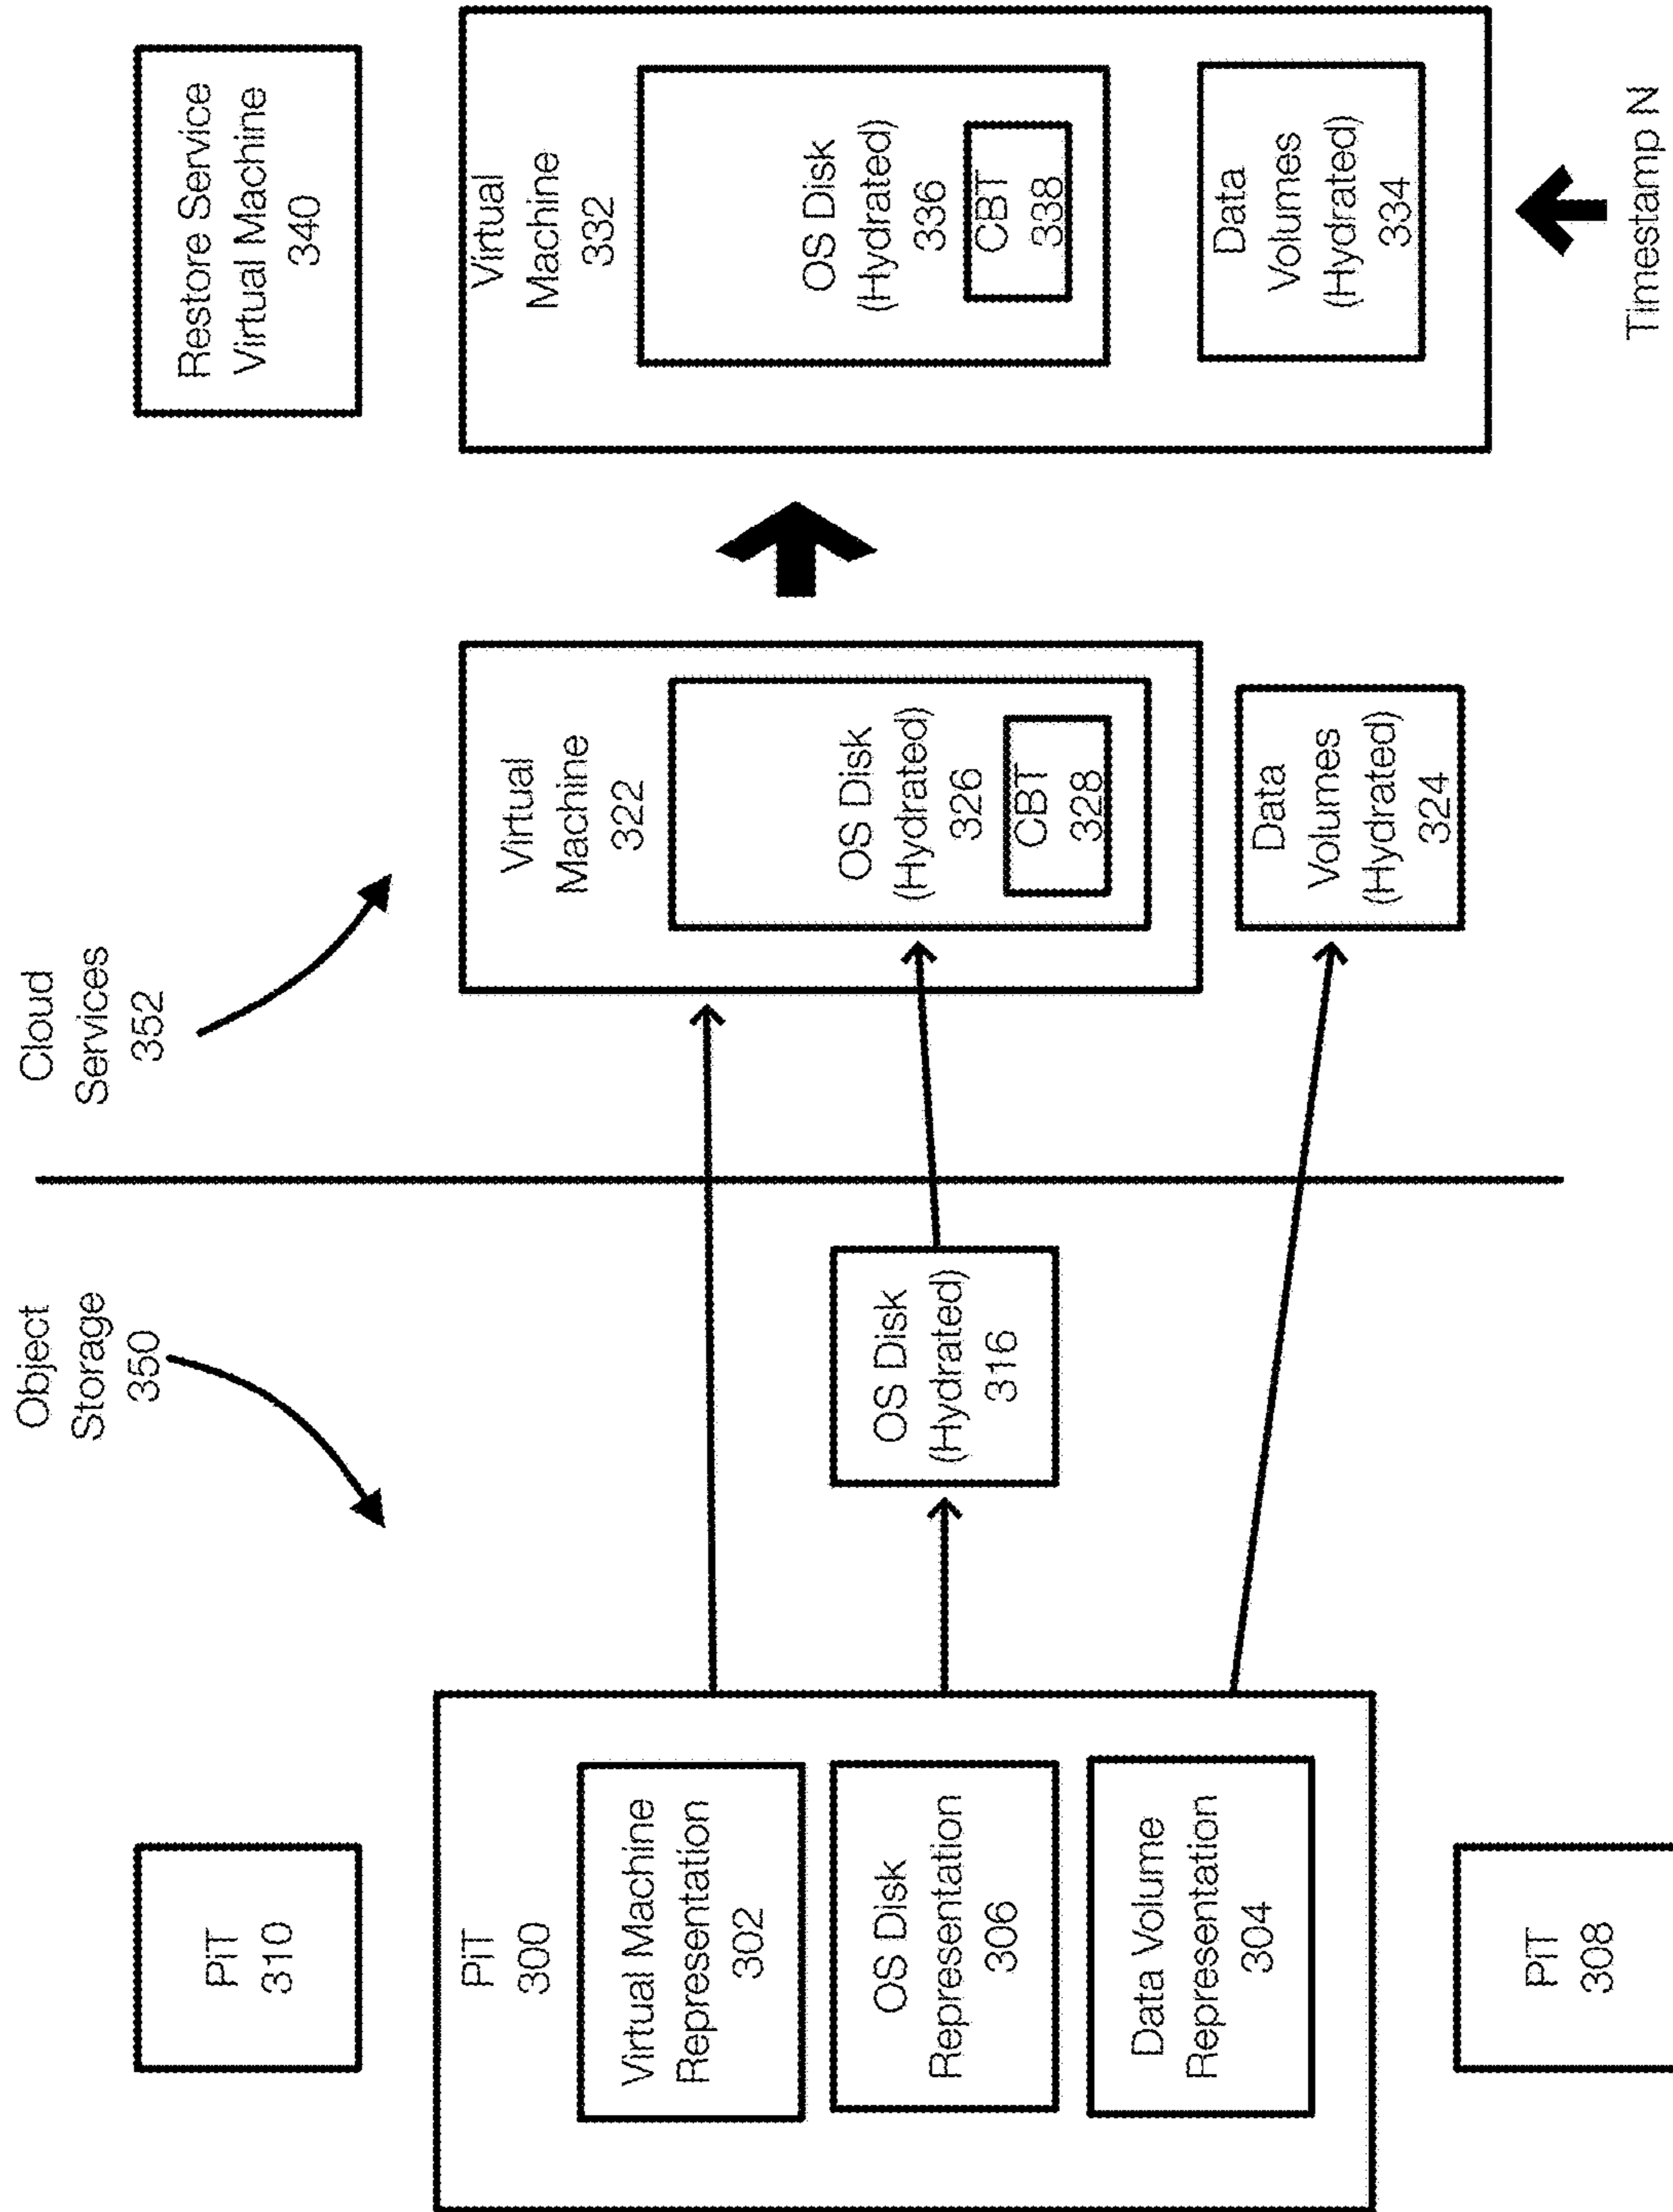 Object
Storage
350
Cloud
Services
352
PiT
310
PiT
300
Virtual Machine
Representation
302
OS Disk
Representation
306
Data Volume
Representation
304
PiT
308
OS Disk
(Hydrated)
316
Virtual
Machine
322
OS Disk
(Hydrated)
326
CBT
328
Data
Volumes
(Hydrated)
324
Restore Service
Virtual Machine
340
Virtual
Machine
332
OS Disk
(Hydrated)
336
CBT
338
Data
Volumes
(Hydrated)
334
Timestamp N